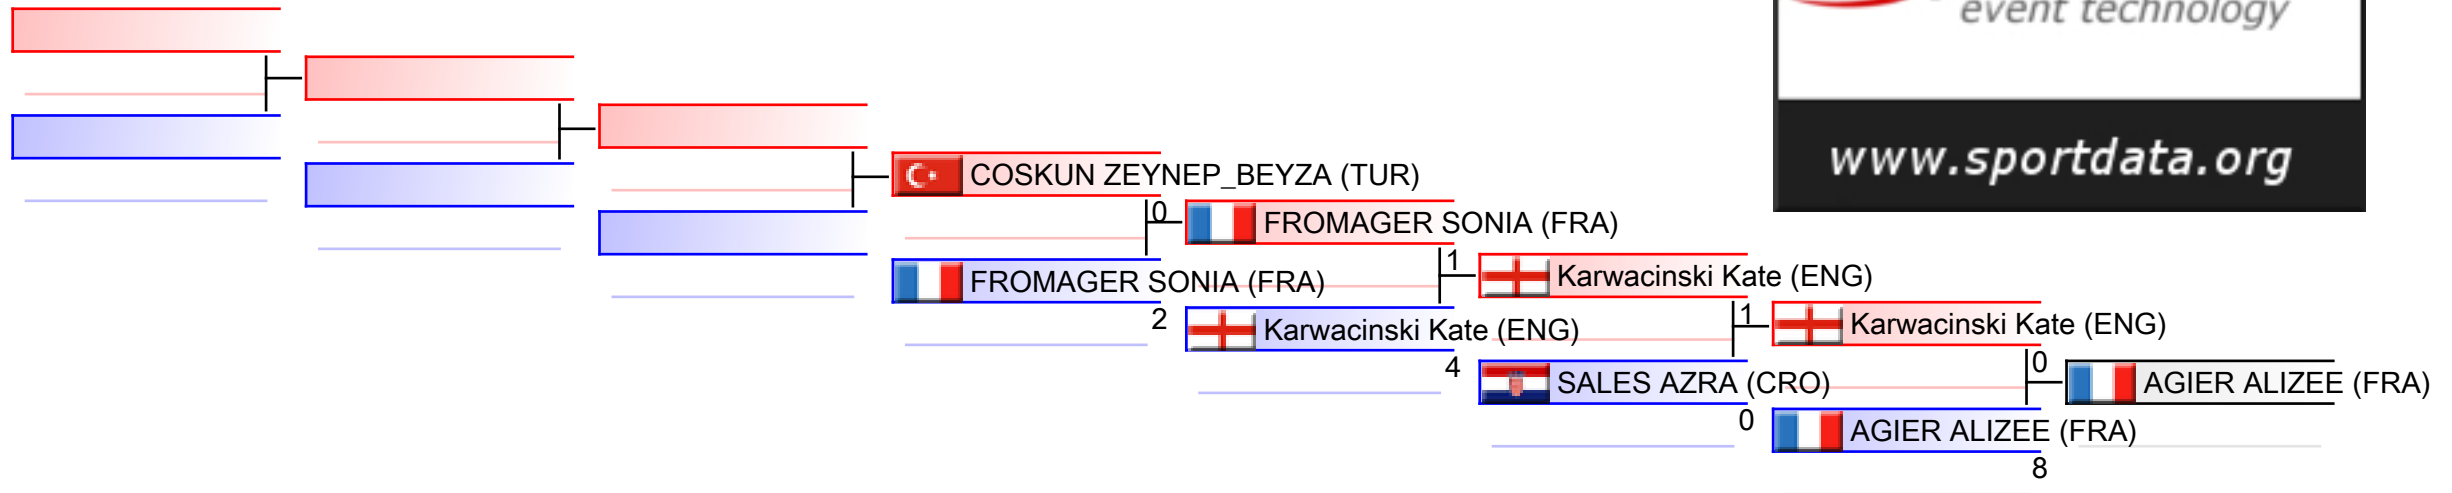 event technology
www.sportdata.org
COSKUN ZEYNEP_BEYZA (TUR)
0
FROMAGER SONIA (FRA)
FROMAGER SONIA (FRA)
2
1
Karwacinski Kate (ENG)
Karwacinski Kate (ENG)
4
1
Karwacinski Kate (ENG)
SALES AZRA (CRO)
0
0
AGIER ALIZEE (FRA)
AGIER ALIZEE (FRA)
8